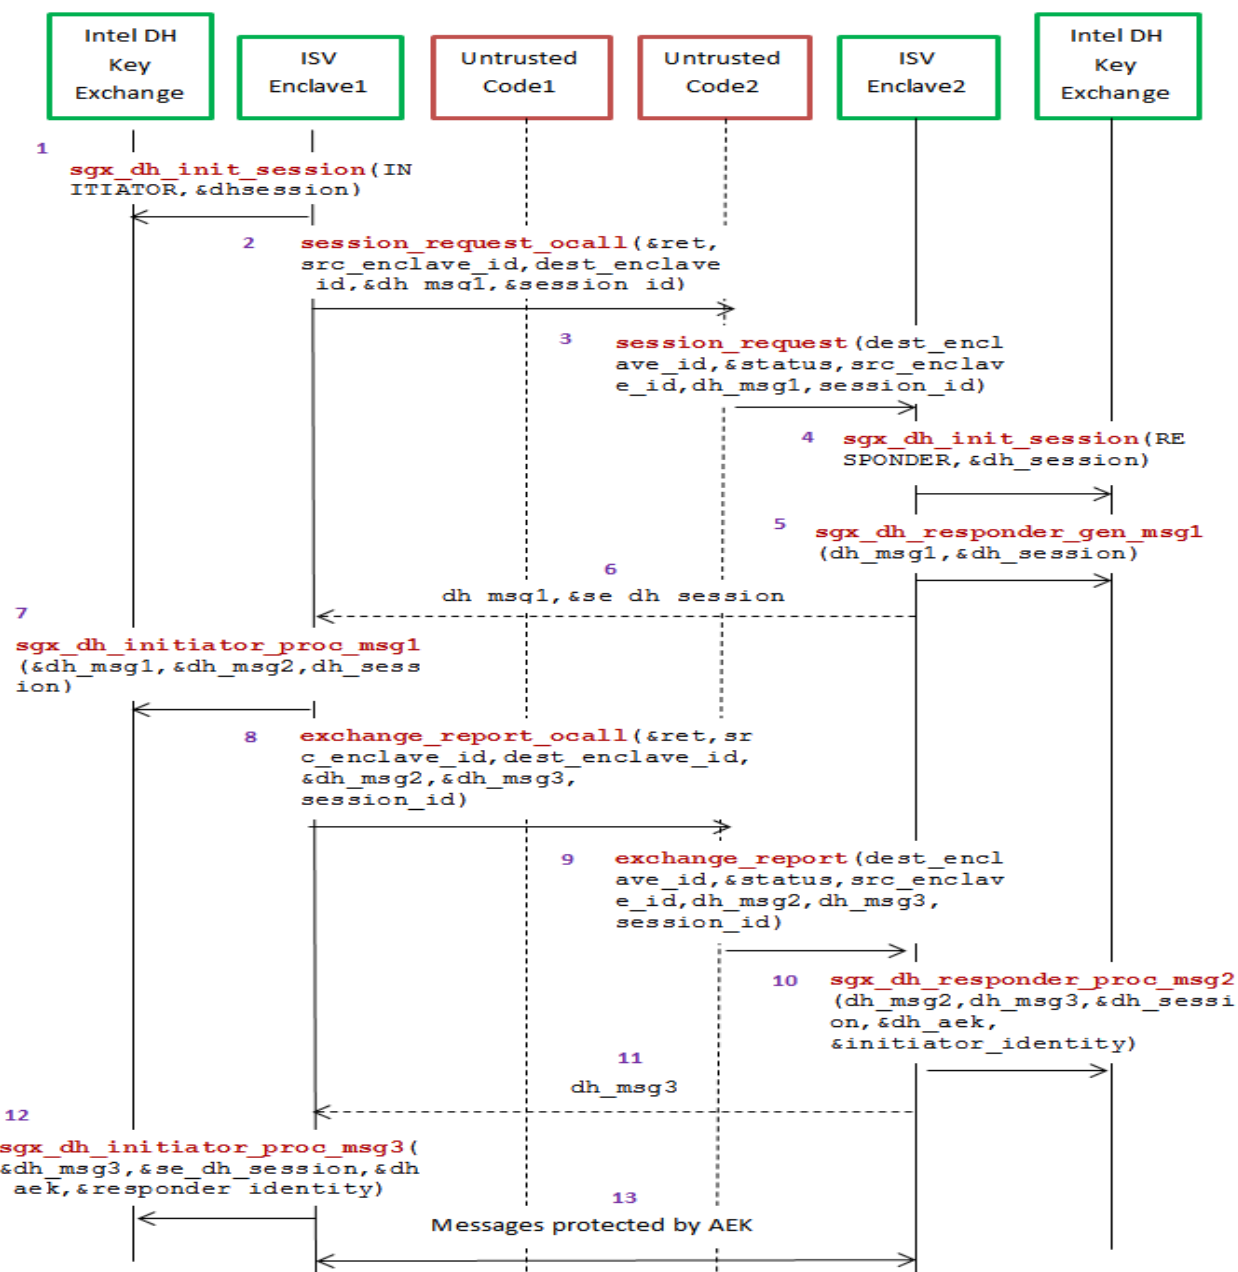 Intel DH
Key
Exchange
ISV
Enclave1
Untrusted
Code1
Untrusted
Code2
ISV
Enclave2
Intel DH
Key
Exchange
1
sgx_dh_init_session(IN
ITIATOR,&dhsession)
2
session_request_ocall(&ret,
src_enclave_id,dest_enclave
_id,&dh_msg1,&session_id)
3
session_request(dest_encl
ave_id,&status,src_enclav
e_id,dh_msg1,session_id)
4
sgx_dh_init_session(RE
SPONDER,&dh_session)
5
sgx_dh_responder_gen_msg1
(dh_msg1,&dh_session)
6
dh_msg1,&se_dh_session
7
sgx_dh_initiator_proc_msg1
(&dh_msg1,&dh_msg2,dh_sess
ion)
8
exchange_report_ocall(&ret,sr
c_enclave_id,dest_enclave_id,
&dh_msg2,&dh_msg3,
session_id)
9
exchange_report(dest_encl
ave_id,&status,src_enclav
e_id,dh_msg2,dh_msg3,
session_id)
10
sgx_dh_responder_proc_msg2
(dh_msg2,dh_msg3,&dh_sessi
on,&dh_aek,
&initiator_identity)
11
dh_msg3
12
sgx_dh_initiator_proc_msg3(
&dh_msg3,&se_dh_session,&dh
_aek,&responder_identity)
13
Messages protected by AEK